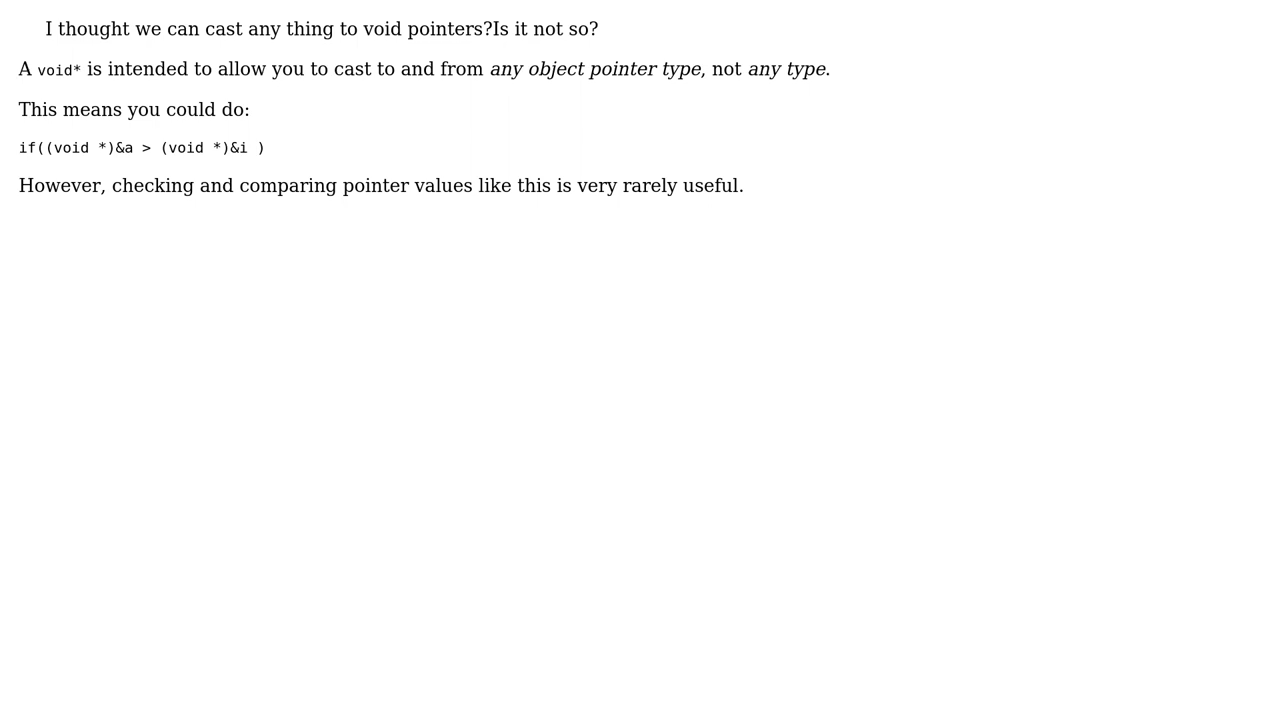 I thought we can cast any thing to void pointers?Is it not so?
A void* is intended to allow you to cast to and from any object pointer type, not any type.
This means you could do:
if((void *)&a > (void *)&i )
However, checking and comparing pointer values like this is very rarely useful.